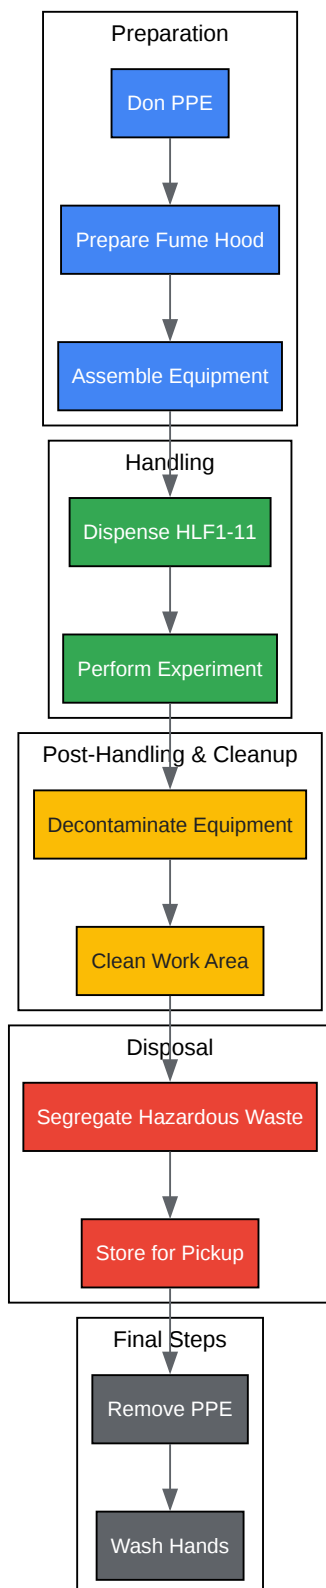 Preparation
Don PPE
Prepare Fume Hood
Assemble Equipment
Handling
Dispense HLF1-11
Perform Experiment
Post-Handling & Cleanup
Decontaminate Equipment
Clean Work Area
Disposal
Segregate Hazardous Waste
Store for Pickup
Final Steps
Remove PPE
Wash Hands